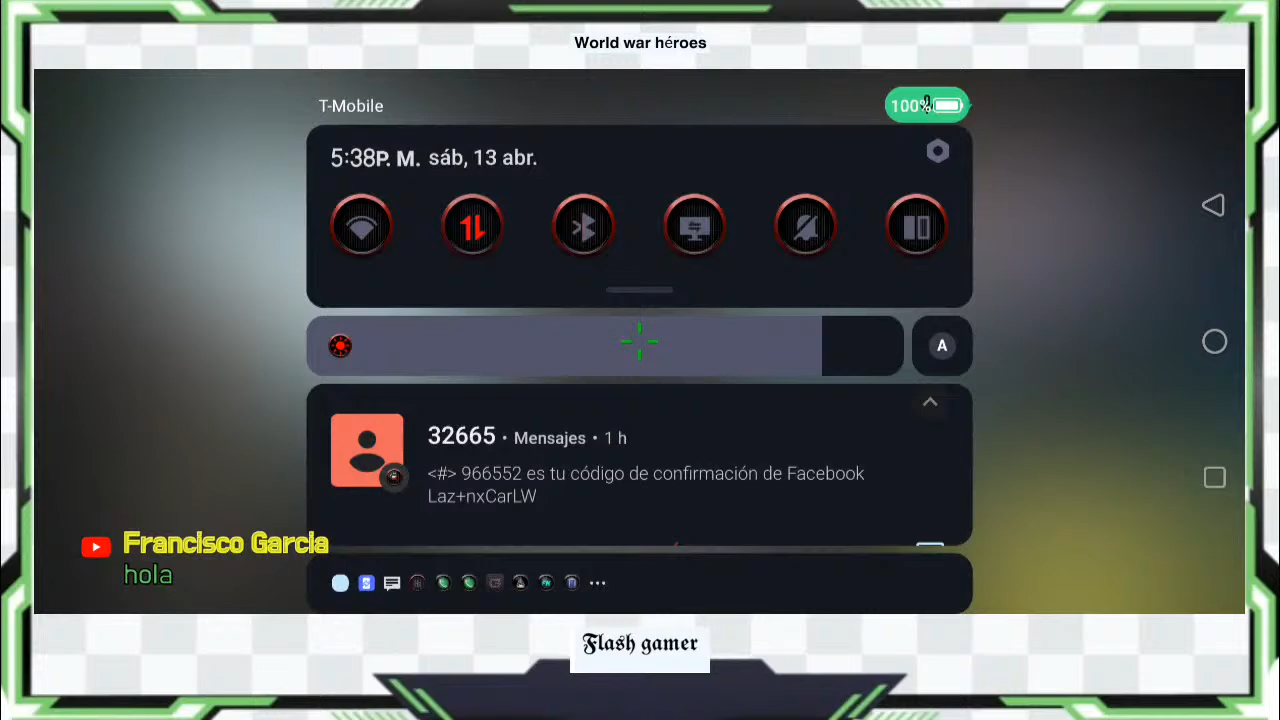 World war héroes
T-Mobile
100%
5:38P. M. sáb, 13 abr.
A
32665 • Mensajes • 1 h
<#> 966552 es tu código de confirmación de Facebook
Laz+nxCarLW
Francisco Garcia
hola
Flash gamer